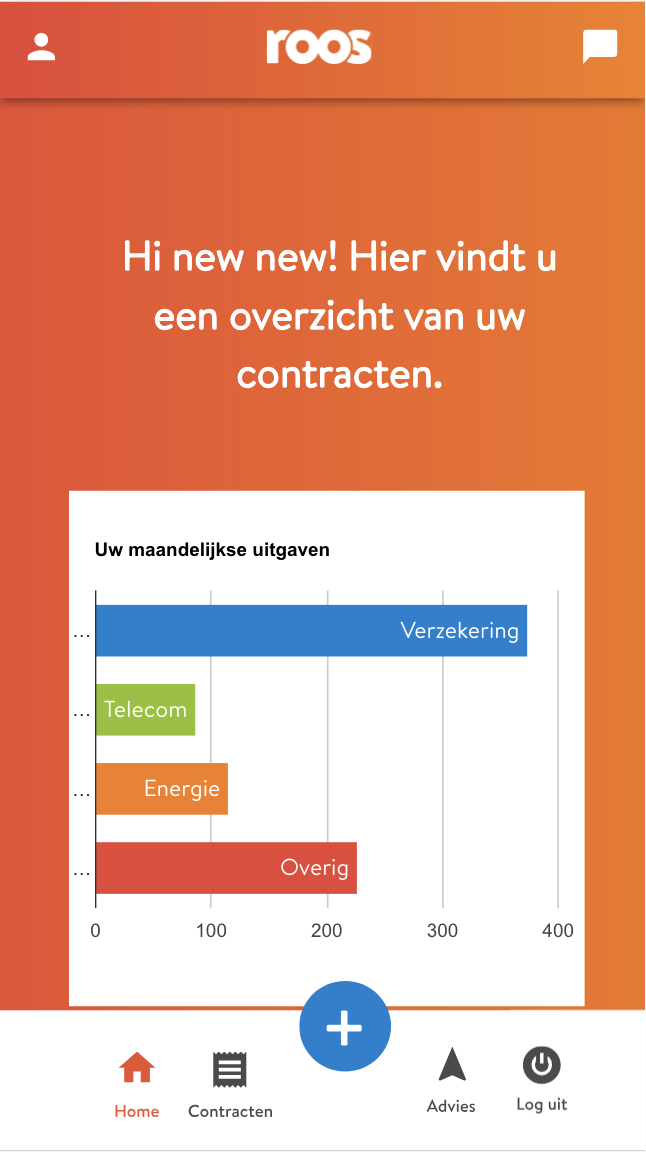 roos
Hi new new! Hier vindt u
een overzicht van uw
contracten.
Uw maandelijkse uitgaven
... Verzekering
... Telecom
... Energie
... Overig
0 100 200 300 400
Home Contracten Advies Log uit